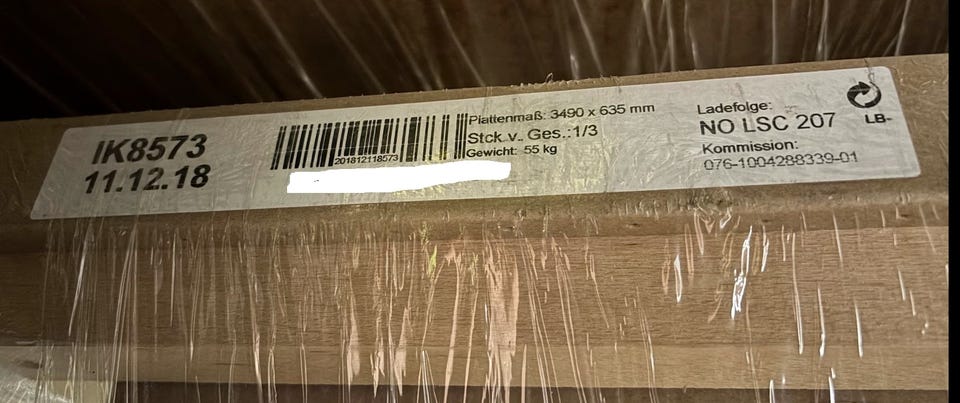 IK8573
11.12.18
201812118573
Plattenmaß: 3490 x 635 mm
Stck.v.. Ges.:1/3
Gewicht: 55 kg
Ladefolge:
NO LSC 207
Kommission:
076-1004288339-01
LB-